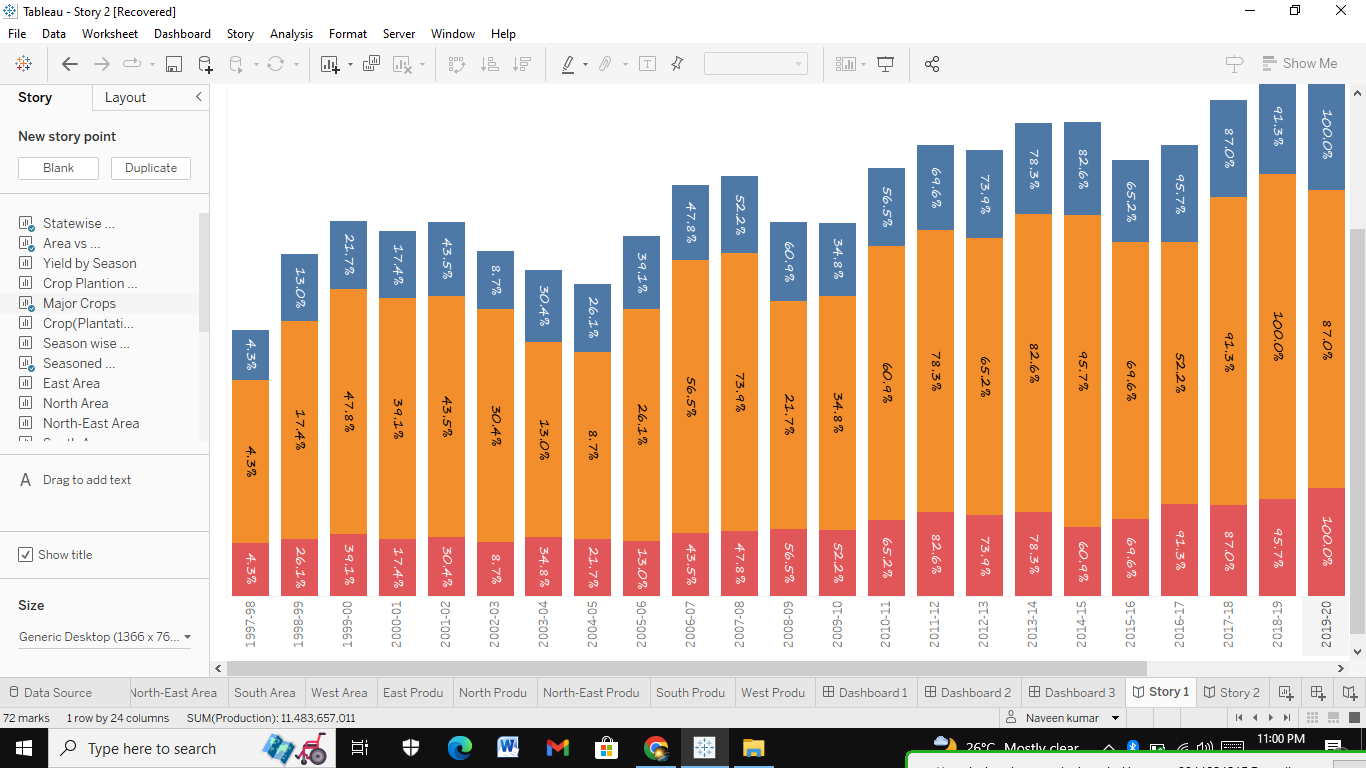 Tableau - Story 2 [Recovered]
File Data Worksheet Dashboard Story Analysis Format Server Window Help
Show Me
Story Layout
New story point
Blank Duplicate
Statewise ...
Area vs ...
Yield by Season
Crop Plantion ...
Major Crops
Crop(Plantati...
Season wise ...
Seasoned ...
East Area
North Area
North-East Area
A Drag to add text
Show title
Size
Generic Desktop (1366 x 76...
4.3% 13.0% 21.7% 17.4% 43.5% 8.7% 30.4% 26.1% 39.1% 47.8% 52.2% 60.9% 34.8% 56.5% 69.6% 73.9% 78.3% 82.6% 65.2% 95.7% 87.0% 91.3% 100.0%
4.3% 17.4% 47.8% 39.1% 43.5% 30.4% 13.0% 8.7% 26.1% 56.5% 73.9% 21.7% 34.8% 60.9% 78.3% 65.2% 82.6% 95.7% 69.6% 52.2% 91.3% 100.0% 87.0%
4.3% 26.1% 39.1% 17.4% 30.4% 8.7% 34.8% 21.7% 13.0% 43.5% 47.8% 56.5% 52.2% 65.2% 82.6% 73.9% 78.3% 60.9% 69.6% 91.3% 87.0% 95.7% 100.0%
1997-98 1998-99 1999-00 2000-01 2001-02 2002-03 2003-04 2004-05 2005-06 2006-07 2007-08 2008-09 2009-10 2010-11 2011-12 2012-13 2013-14 2014-15 2015-16 2016-17 2017-18 2018-19 2019-20
Data Source North-East Area South Area West Area East Produ North Produ North-East Produ South Produ West Produ Dashboard 1 Dashboard 2 Dashboard 3 Story 1 Story 2
72 marks 1 row by 24 columns SUM(Production): 11,483,657,011 Naveen kumar
Type here to search 26°C Mostly clear 11:00 PM